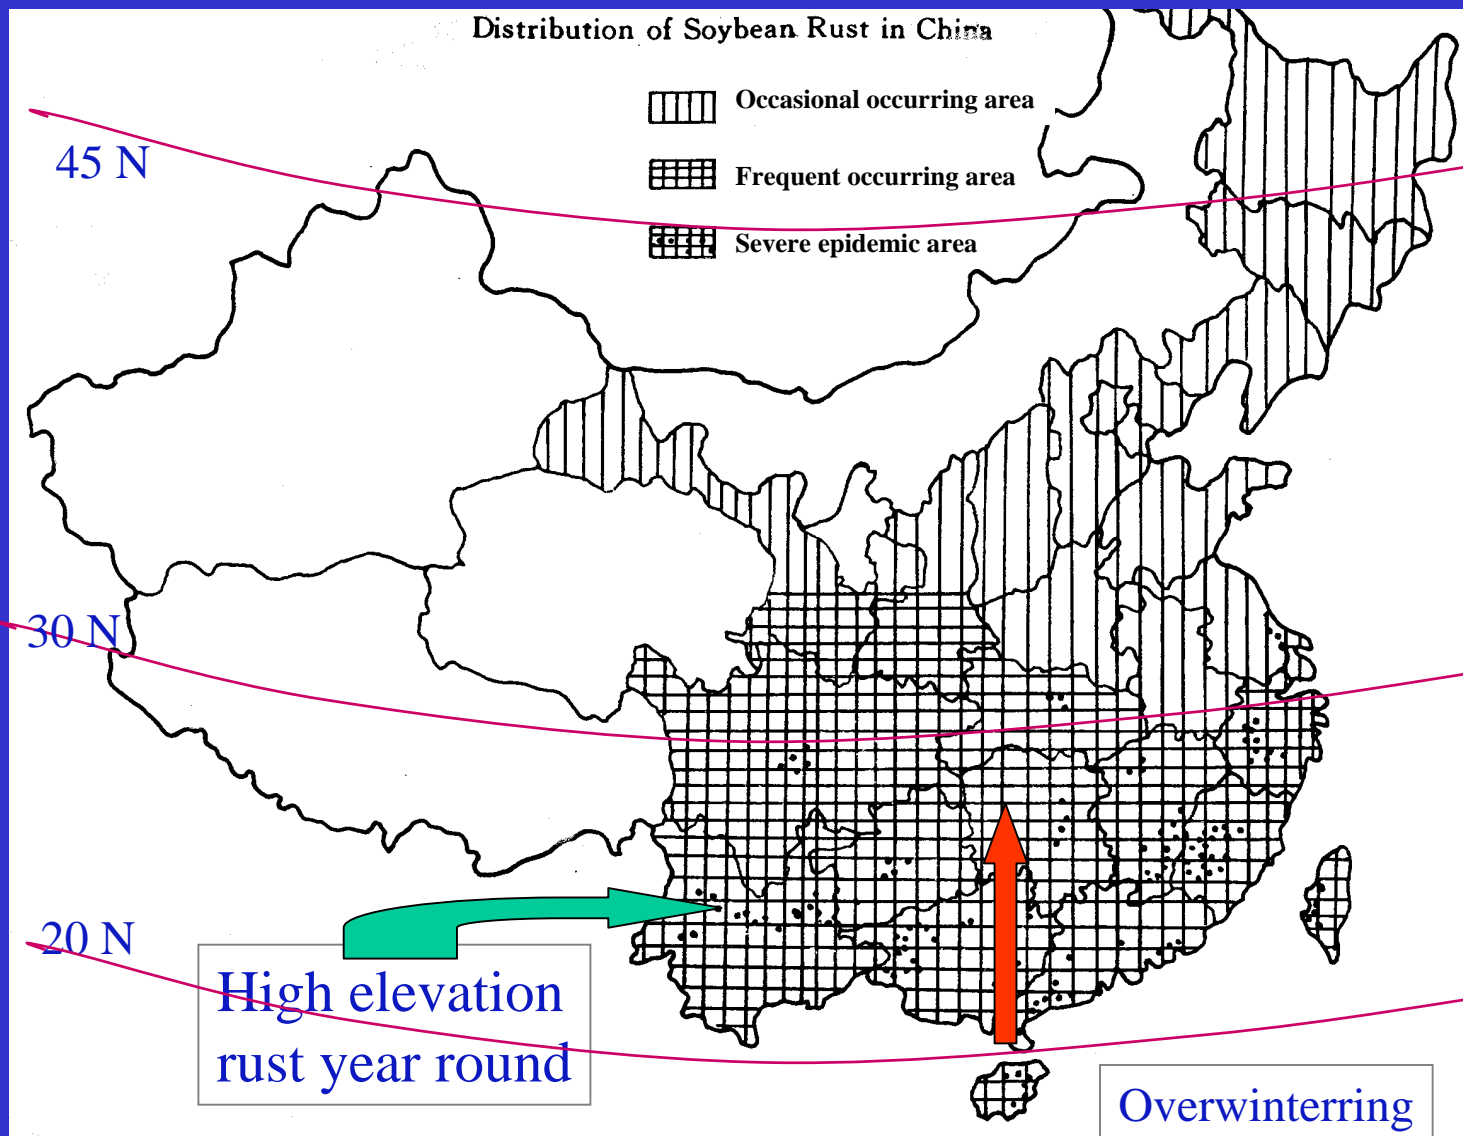 Distribution of Soybean Rust in China
Occasional occurring area
45 N
Frequent occurring area
Severe epidemic area
30 N
20 N
High elevation
rust year round
Overwinterring